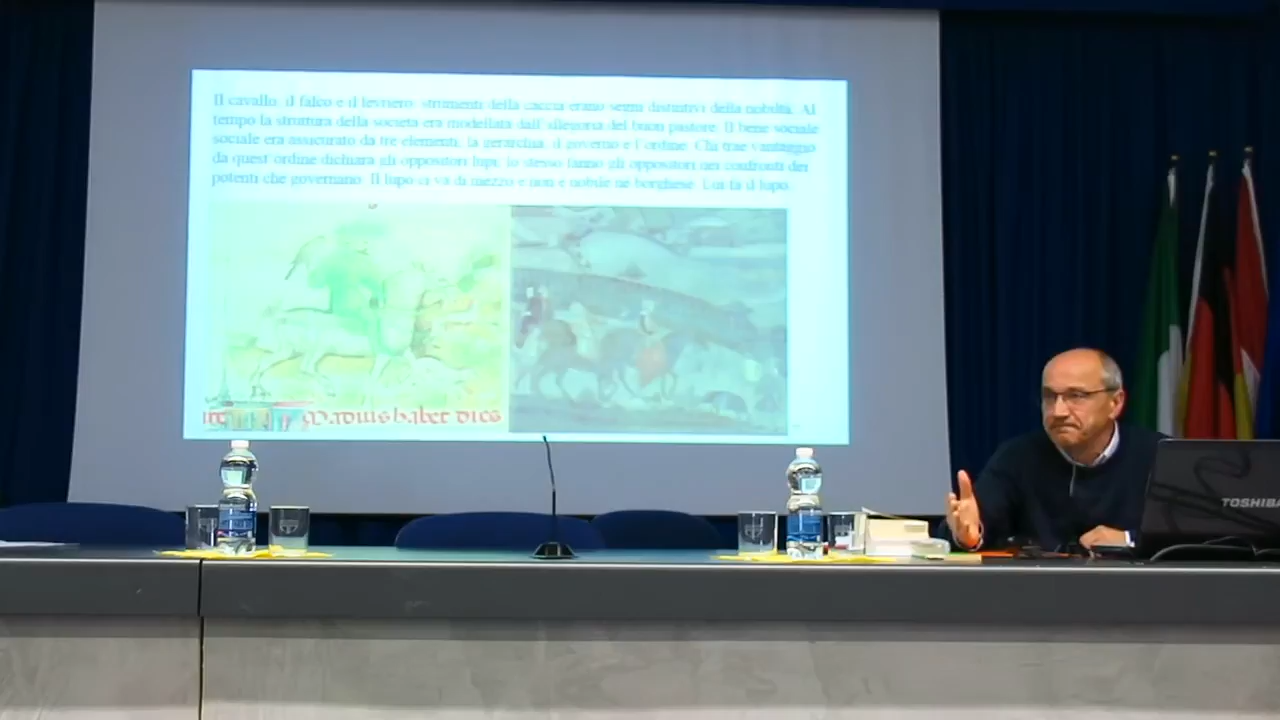 Il cavallo, il falco e il levriero, strumenti della caccia erano segni distintivi della nobiltà. Al
tempo la struttura della società era modellata dall'allegoria del buon pastore. Il bene sociale
sociale era assicurato da tre elementi, la gerarchia, il governo e l'ordine. Chi trae vantaggio
da quest'ordine dichiara gli oppositori lupi, lo stesso fanno gli oppositori nei confronti dei
potenti che governano. Il lupo ci va di mezzo e non è nobile né borghese. Lui fa il lupo.
madius habet dies
TOSHIBA